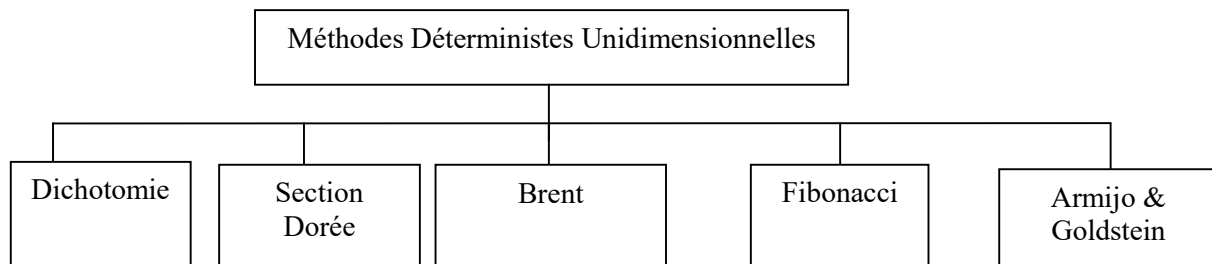 Méthodes Déterministes Unidimensionnelles
Dichotomie
Section
Dorée
Brent
Fibonacci
Armijo &
Goldstein